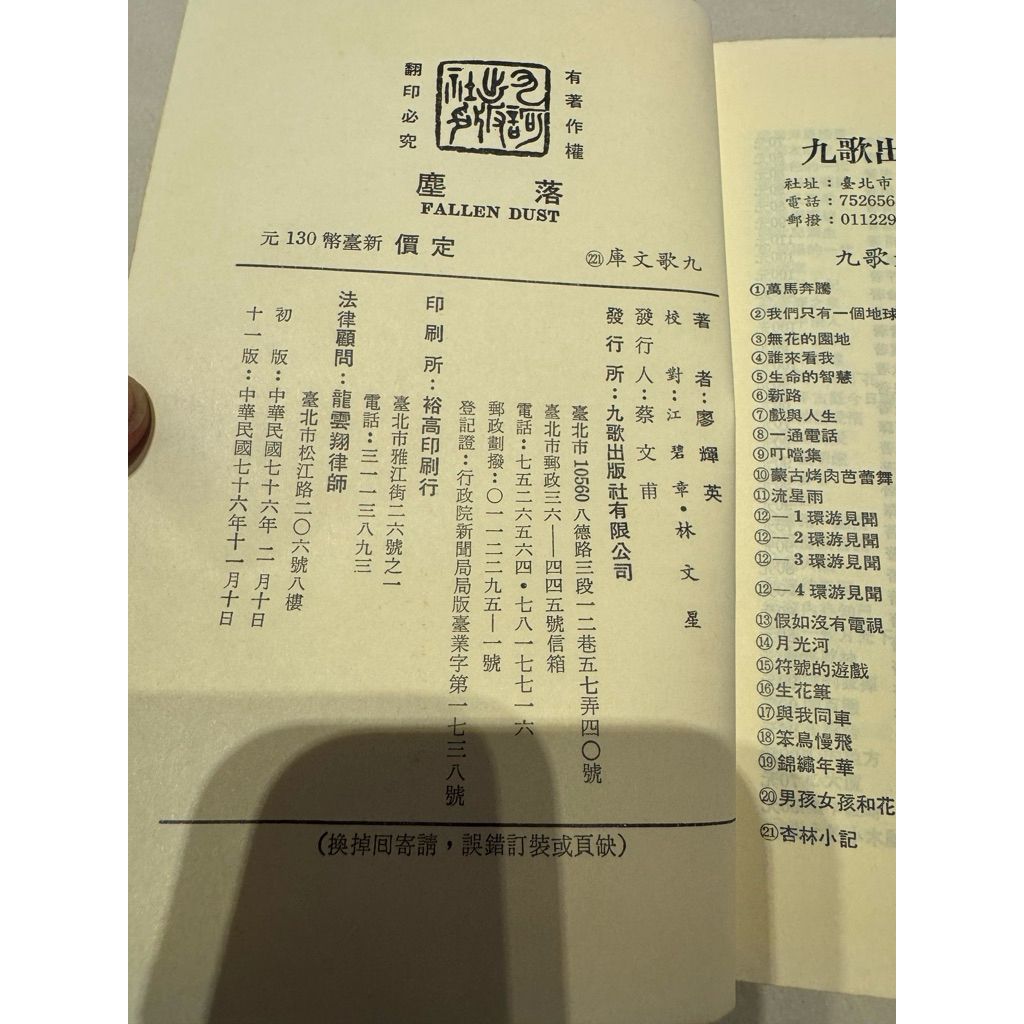 有著作權
翻印必究
九歌出版社
落塵
FALLEN DUST
定價 新臺幣130元
九歌文庫㉒①
著者：廖輝英
校對：江碧章・林文星
發行人：蔡文甫
發行所：九歌出版社有限公司
臺北市10560八德路三段一二巷五七弄四〇號
臺北市郵政三六──四四五號信箱
電話：七五二六五六四・七八一七七一六
郵政劃撥：〇一一二二九五─一號
登記證：行政院新聞局局版臺業字第一七三八號
印刷所：裕高印刷行
臺北市雅江街二六號之一
電話：三一一三八九三
法律顧問：龍雲翔律師
臺北市松江路二〇六號八樓
初版：中華民國七十六年二月十日
十一版：中華民國七十六年十一月十日
（缺頁或裝訂錯誤，請寄回掉換）
九歌出
社址：臺北市
電話：752656
郵撥：011229
九歌
①萬馬奔騰
②我們只有一個地球
③無花的園地
④誰來看我
⑤生命的智慧
⑥新路
⑦戲與人生
⑧一通電話
⑨叮噹集
⑩蒙古烤肉芭蕾舞
⑪流星雨
⑫—1環游見聞
⑫—2環游見聞
⑫—3環游見聞
⑫—4環游見聞
⑬假如沒有電視
⑭月光河
⑮符號的遊戲
⑯生花筆
⑰與我同車
⑱笨鳥慢飛
⑲錦繡年華
⑳男孩女孩和花
㉑杏林小記